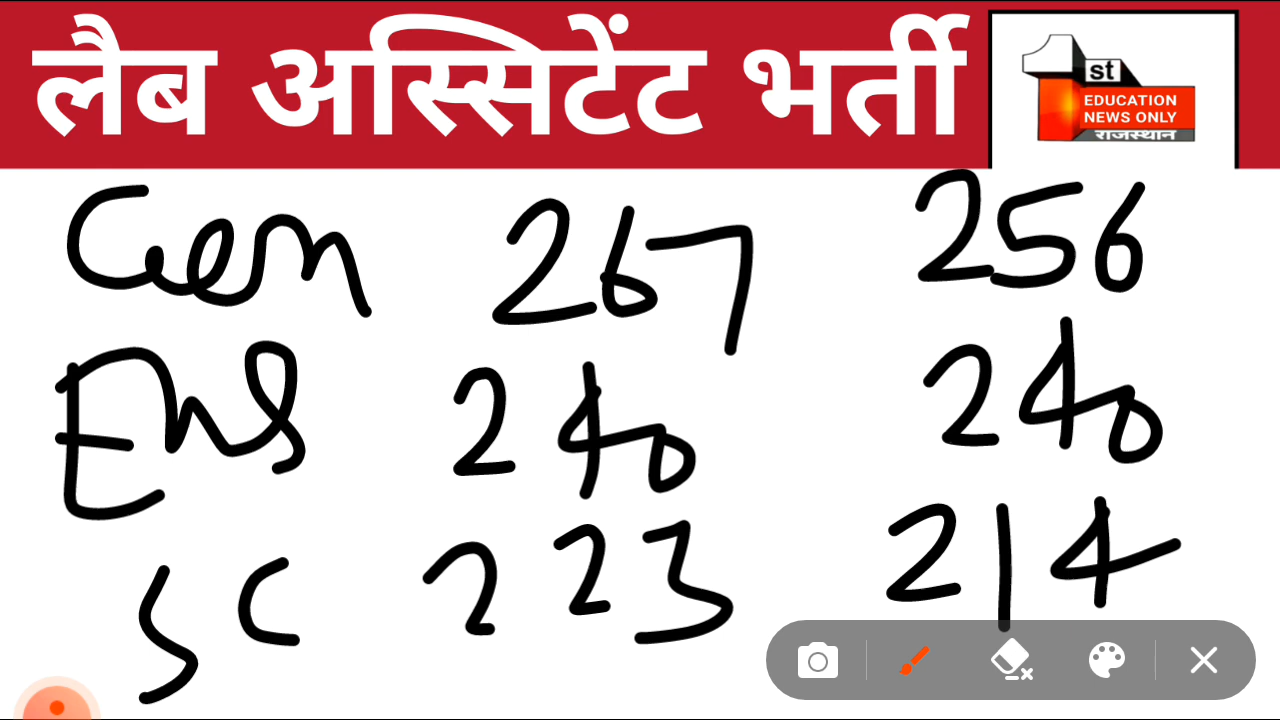 लैब अस्सिटेंट भर्ती
1st
EDUCATION
NEWS ONLY
राजस्थान
Gen 267 256
EWS 240 240
SC 223 214